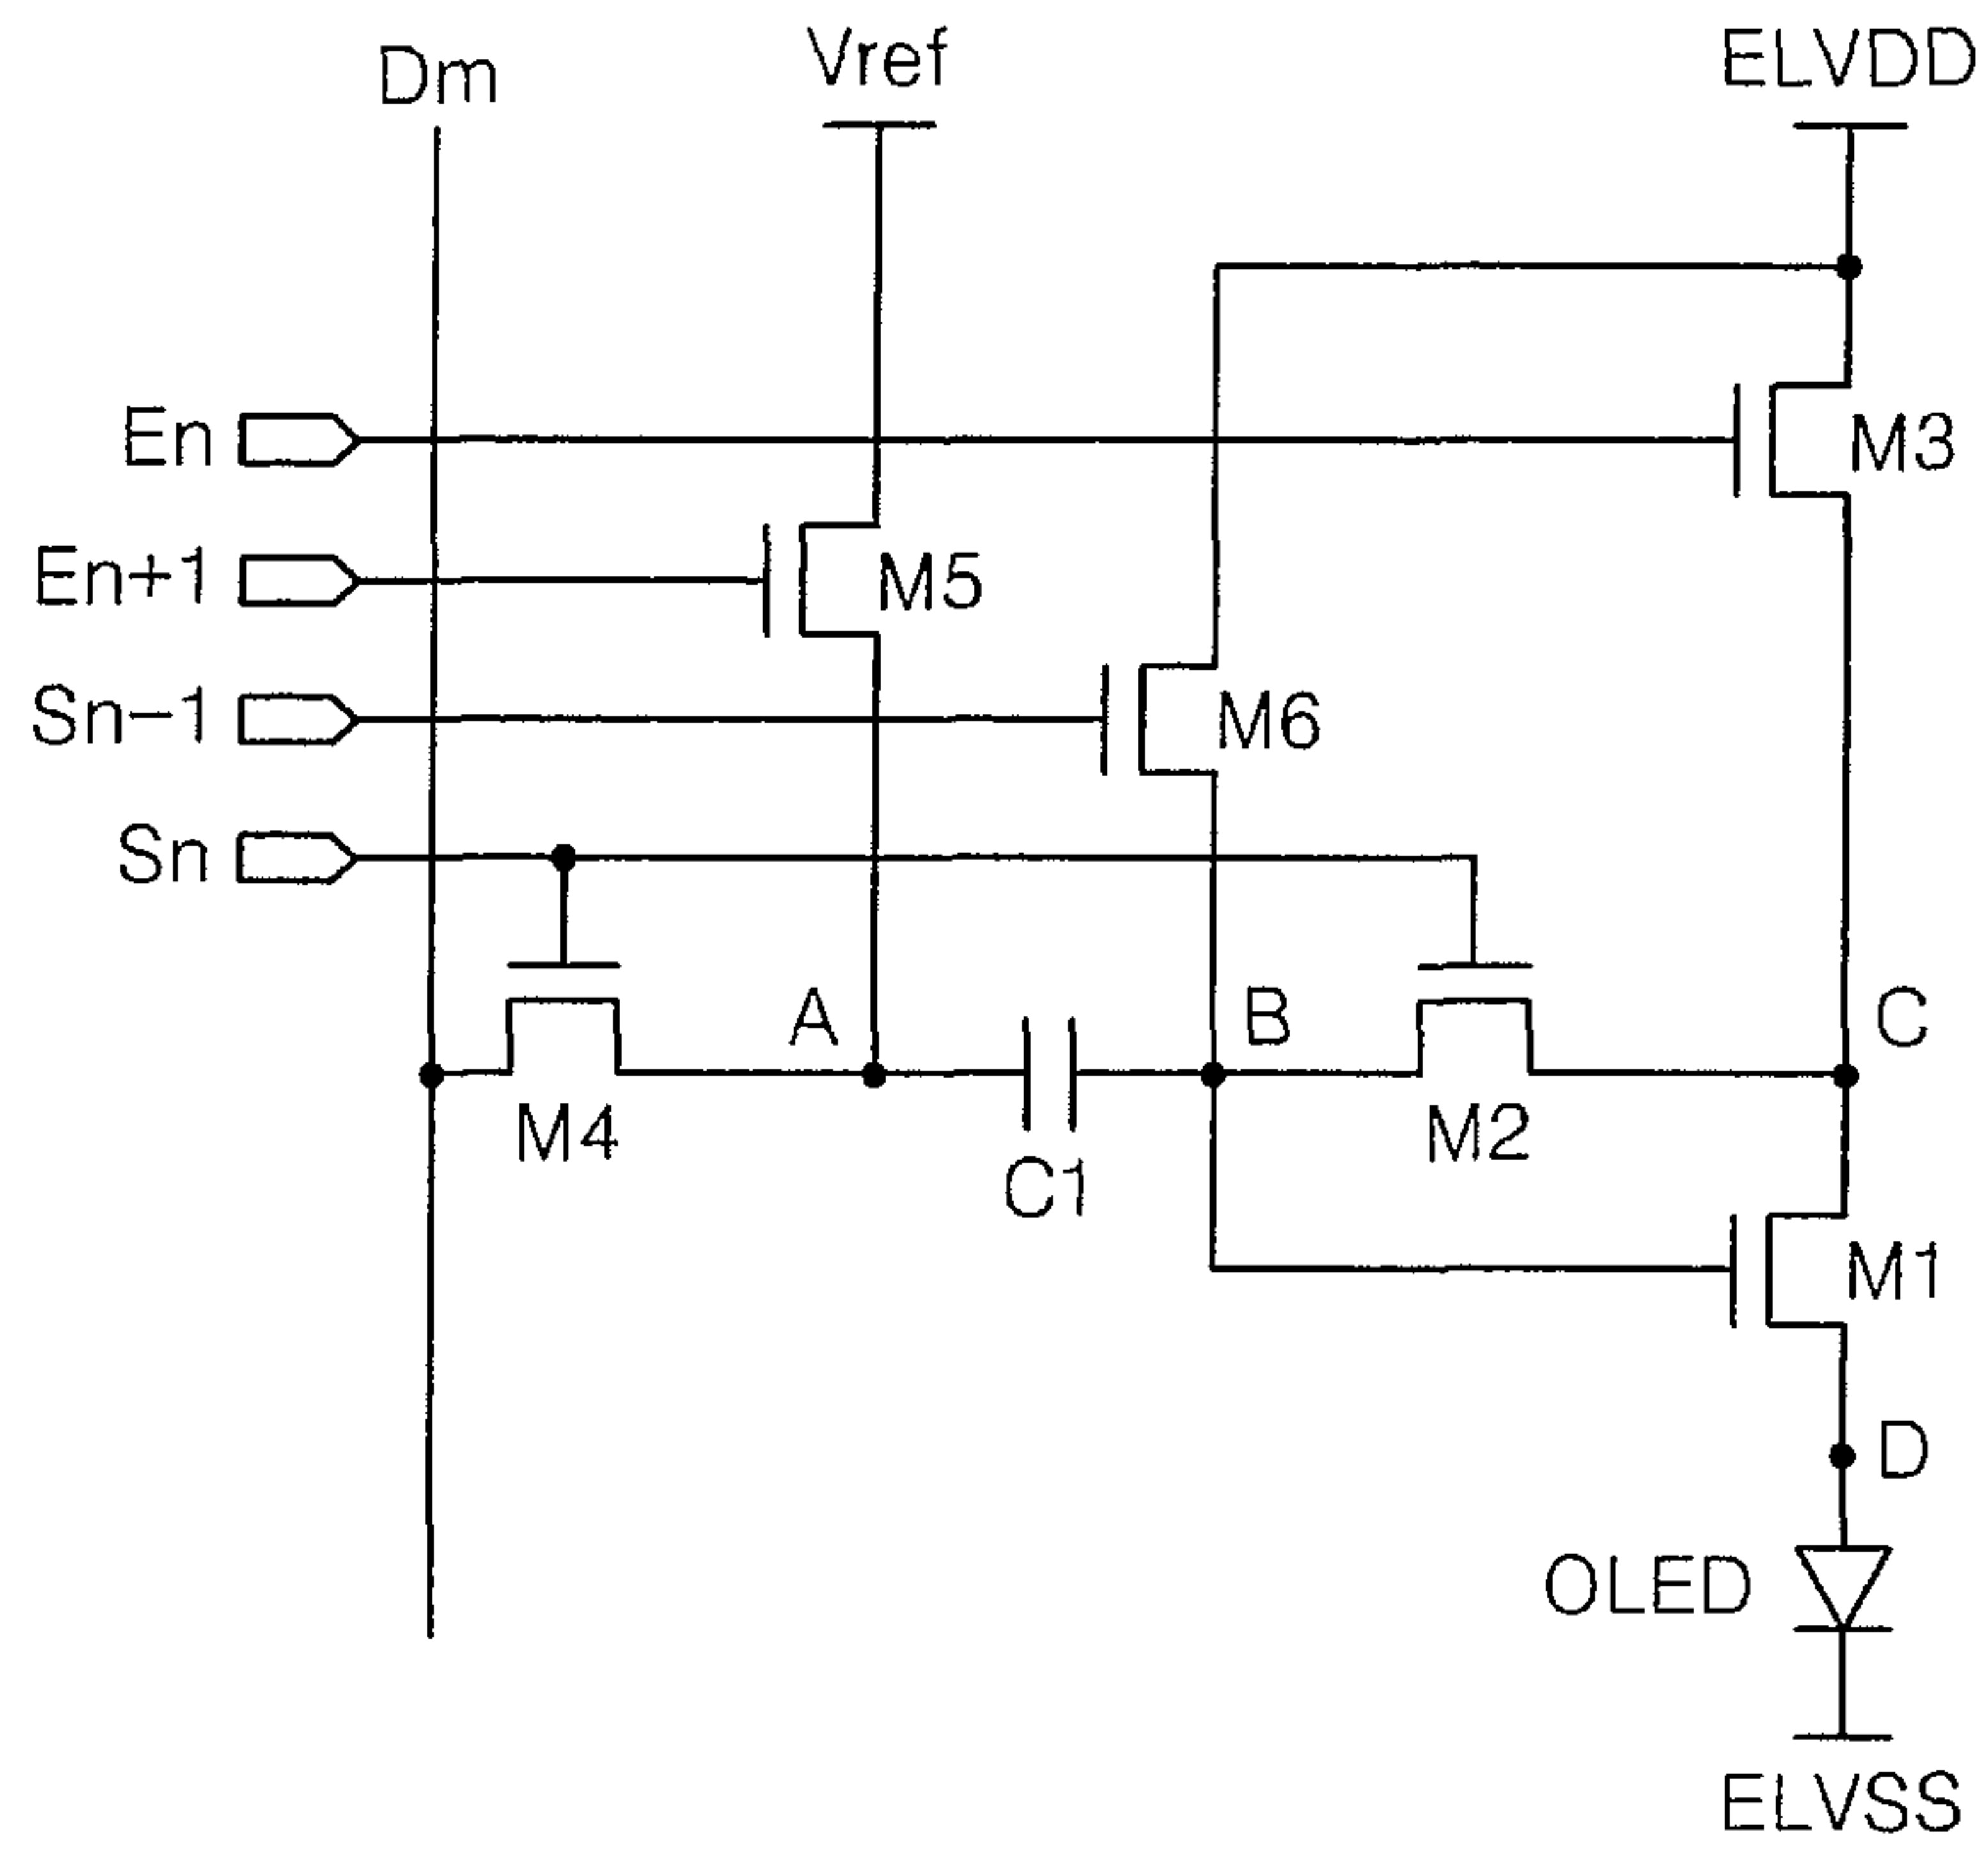 Dm
Vref
ELVDD
En
M3
En+1
M5
Sn-1
M6
Sn
A
B
C
M4
C1
M2
M1
D
OLED
ELVSS